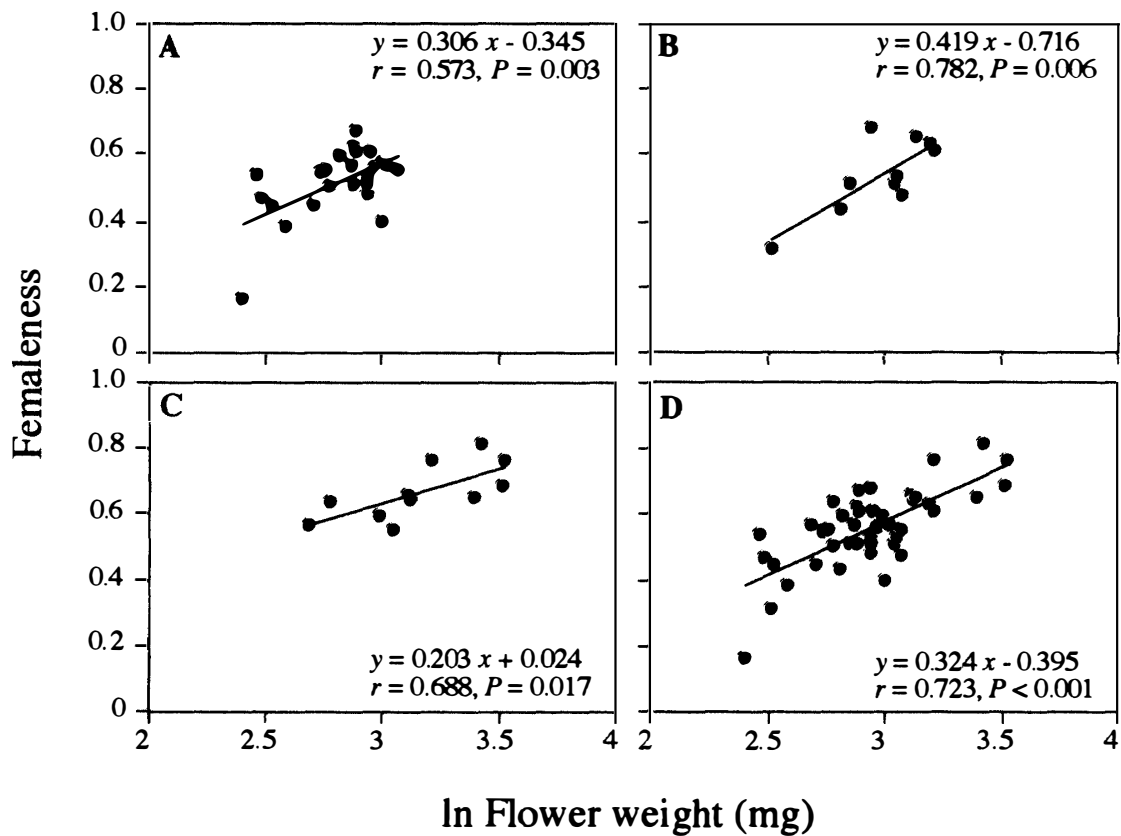 1.0
A
y = 0.306 x - 0.345
r = 0.573, P = 0.003
B
y = 0.419 x - 0.716
r = 0.782, P = 0.006
0.8
0.6
0.4
0.2
0
Femaleness
1.0
C
D
0.8
0.6
0.4
0.2
y = 0.203 x + 0.024
r = 0.688, P = 0.017
y = 0.324 x - 0.395
r = 0.723, P < 0.001
0
2 2.5 3 3.5 4 2 2.5 3 3.5 4
ln Flower weight (mg)